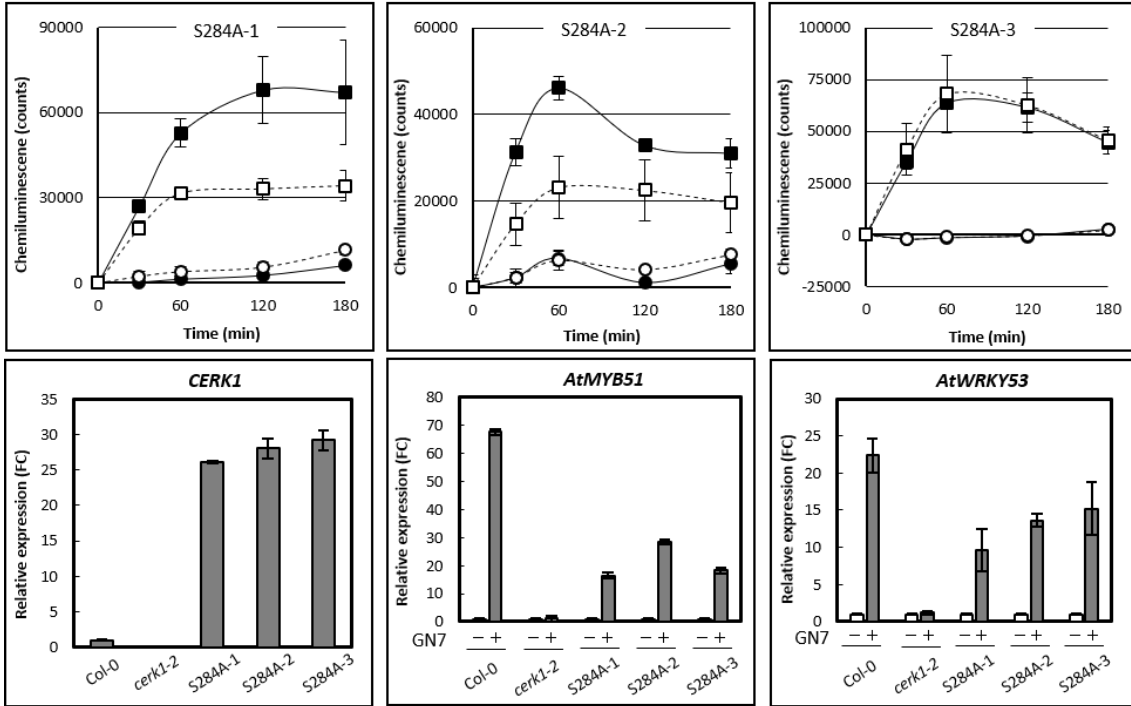 S284A-1
Chemiluminescene (counts)
90000
60000
30000
0
0 60 120 180
Time (min)
S284A-2
Chemiluminescene (counts)
60000
40000
20000
0
0 60 120 180
Time (min)
S284A-3
Chemiluminescene (counts)
100000
75000
50000
25000
0
-25000
0 60 120 180
Time (min)
CERK1
Relative expression (FC)
35
30
25
20
15
10
5
0
Col-0 cerk1-2 S284A-1 S284A-2 S284A-3
AtMYB51
Relative expression (FC)
80
70
60
50
40
30
20
10
0
GN7 − + − + − + − + − +
Col-0 cerk1-2 S284A-1 S284A-2 S284A-3
AtWRKY53
Relative expression (FC)
30
25
20
15
10
5
0
GN7 − + − + − + − + − +
Col-0 cerk1-2 S284A-1 S284A-2 S284A-3